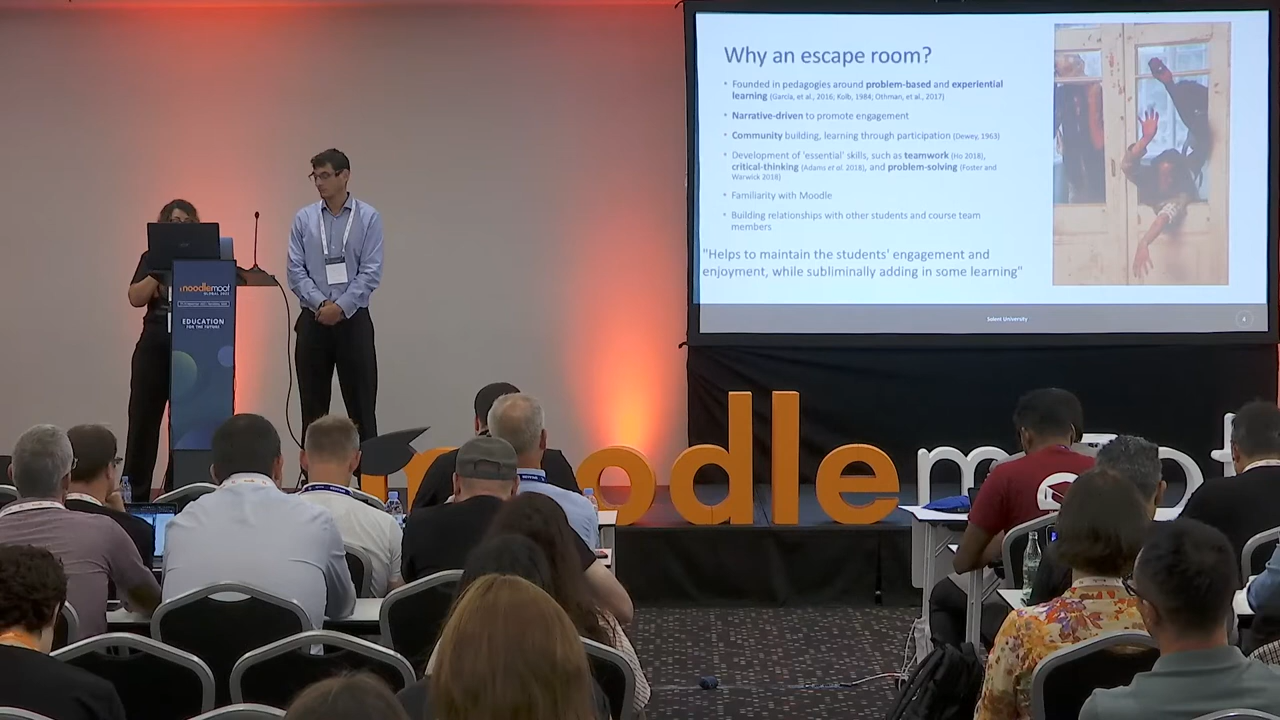 Why an escape room?
• Founded in pedagogies around problem-based and experiential
learning (Garcia, et al., 2016; Kolb, 1984; Othman, et al., 2017)
• Narrative-driven to promote engagement
• Community building, learning through participation (Dewey, 1963)
• Development of 'essential' skills, such as teamwork (Ho 2018),
critical-thinking (Adams et al. 2018), and problem-solving (Foster and
Warwick 2018)
• Familiarity with Moodle
• Building relationships with other students and course team
members
"Helps to maintain the students' engagement and
enjoyment, while subliminally adding in some learning"
Solent University
moodlemoot
EDUCATION
FOR THE FUTURE
moodlemoot